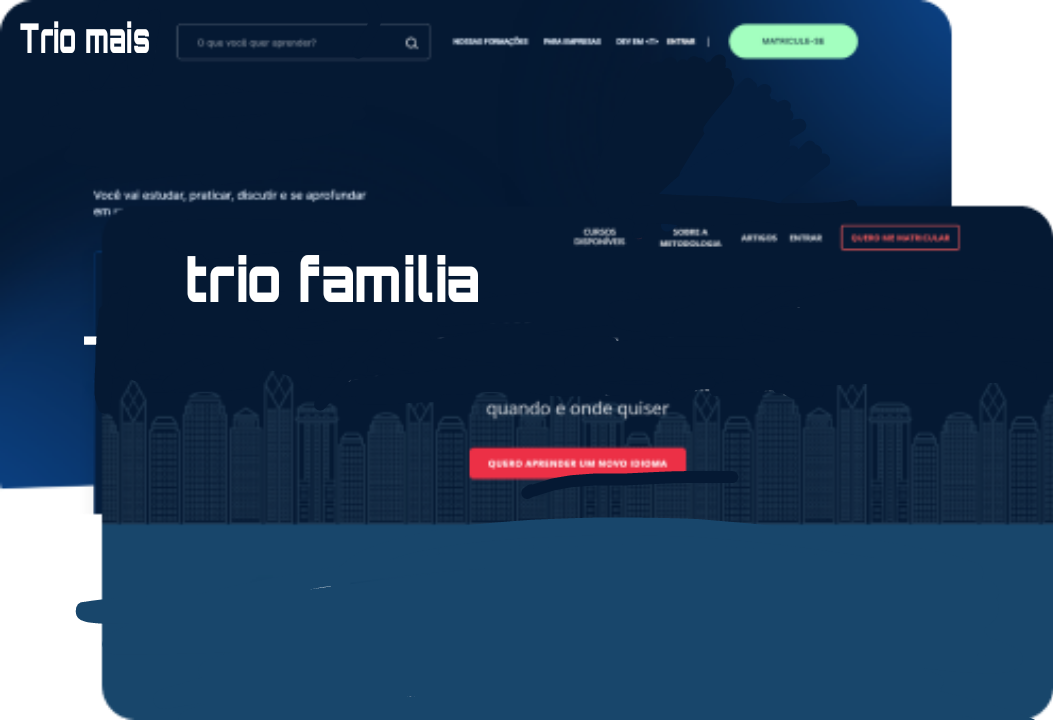 Trio mais
O que você quer aprender?
NOSSAS FORMAÇÕES PARA EMPRESAS DEV EM <T> ENTRAR | MATRICULE-SE
Você vai estudar, praticar, discutir e se aprofundar
em
CURSOS
DISPONÍVEIS
SOBRE A
METODOLOGIA
ARTIGOS ENTRAR QUERO ME MATRICULAR
trio familia
quando e onde quiser
QUERO APRENDER UM NOVO IDIOMA